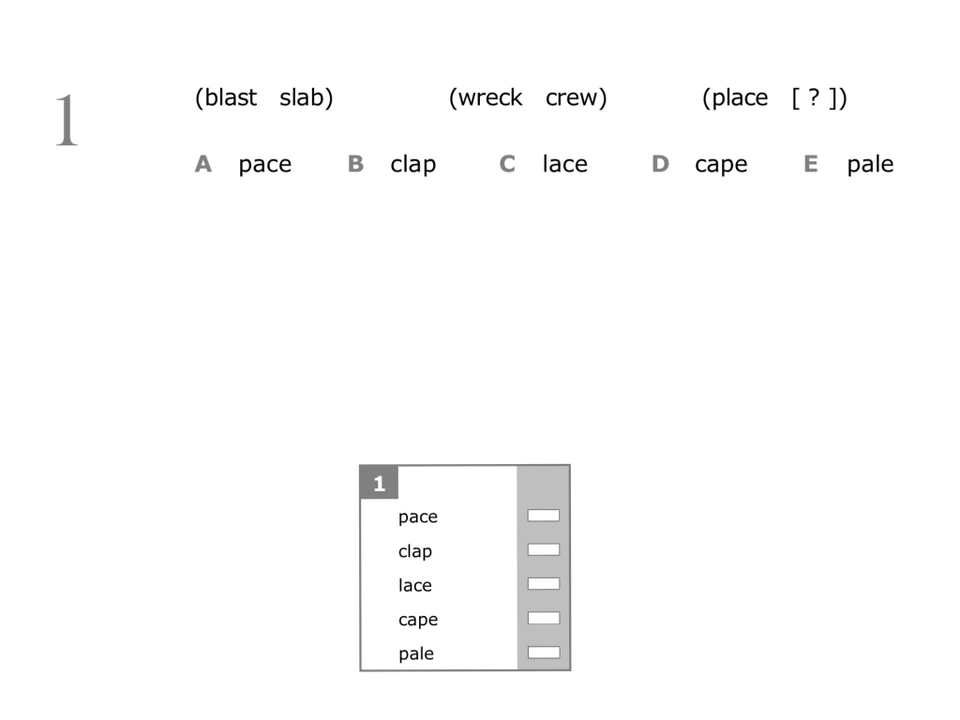 1 (blast slab) (wreck crew) (place [ ? ])
A pace B clap C lace D cape E pale
1
pace
clap
lace
cape
pale